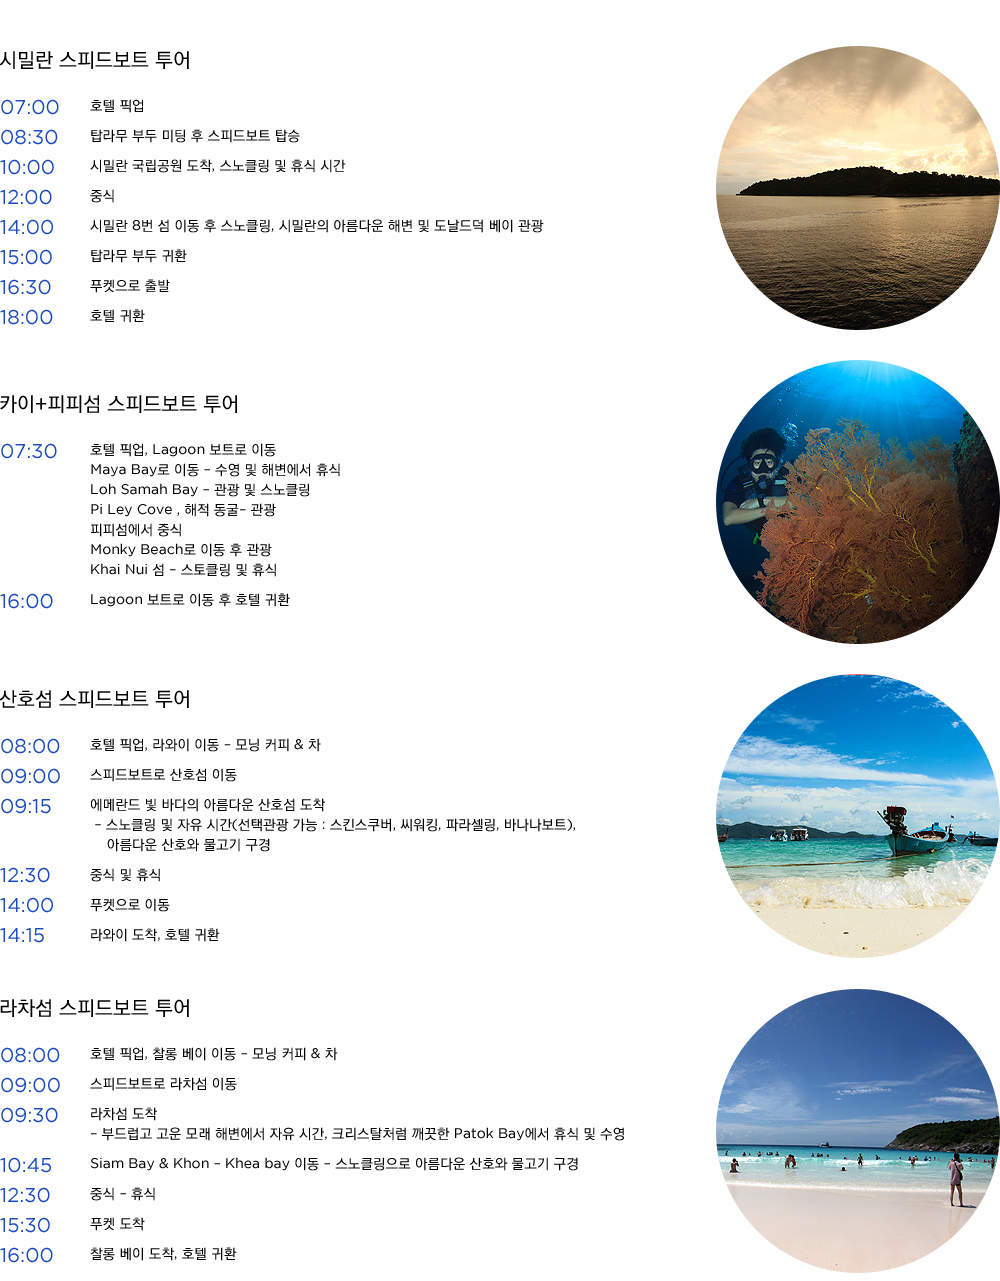 시밀란 스피드보트 투어
07:00 호텔 픽업
08:30 탑라무 부두 미팅 후 스피드보트 탑승
10:00 시밀란 국립공원 도착, 스노클링 및 휴식 시간
12:00 중식
14:00 시밀란 8번 섬 이동 후 스노클링, 시밀란의 아름다운 해변 및 도날드덕 베이 관광
15:00 탑라무 부두 귀환
16:30 푸켓으로 출발
18:00 호텔 귀환
카이+피피섬 스피드보트 투어
07:30 호텔 픽업, Lagoon 보트로 이동
Maya Bay로 이동 – 수영 및 해변에서 휴식
Loh Samah Bay – 관광 및 스노클링
Pi Ley Cove , 해적 동굴– 관광
피피섬에서 중식
Monky Beach로 이동 후 관광
Khai Nui 섬 – 스토클링 및 휴식
16:00 Lagoon 보트로 이동 후 호텔 귀환
산호섬 스피드보트 투어
08:00 호텔 픽업, 라와이 이동 – 모닝 커피 & 차
09:00 스피드보트로 산호섬 이동
09:15 에메란드 빛 바다의 아름다운 산호섬 도착
– 스노클링 및 자유 시간(선택관광 가능 : 스킨스쿠버, 씨워킹, 파라셀링, 바나나보트),
아름다운 산호와 물고기 구경
12:30 중식 및 휴식
14:00 푸켓으로 이동
14:15 라와이 도착, 호텔 귀환
라차섬 스피드보트 투어
08:00 호텔 픽업, 찰롱 베이 이동 – 모닝 커피 & 차
09:00 스피드보트로 라차섬 이동
09:30 라차섬 도착
– 부드럽고 고운 모래 해변에서 자유 시간, 크리스탈처럼 깨끗한 Patok Bay에서 휴식 및 수영
10:45 Siam Bay & Khon – Khea bay 이동 – 스노클링으로 아름다운 산호와 물고기 구경
12:30 중식 – 휴식
15:30 푸켓 도착
16:00 찰롱 베이 도착, 호텔 귀환